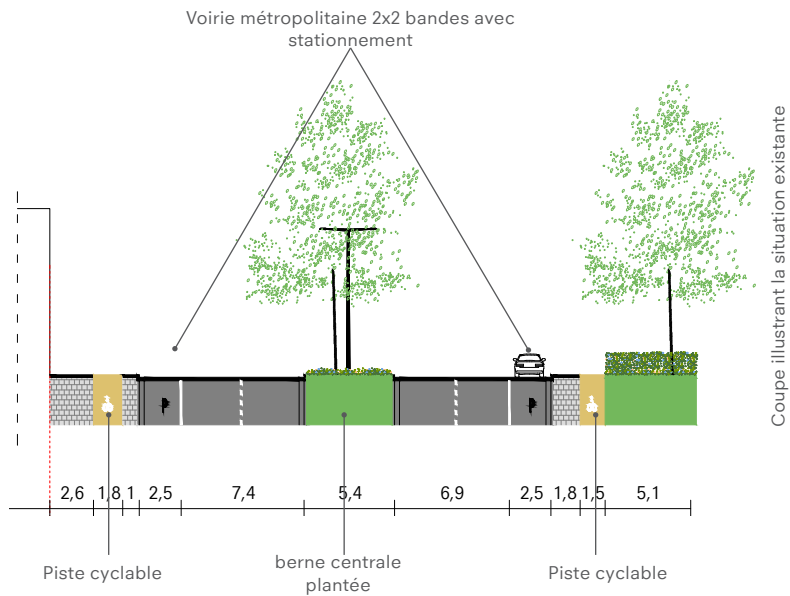 Voirie métropolitaine 2x2 bandes avec
stationnement
Coupe illustrant la situation existante
P
P
2,6 1,8 1 2,5 7,4 5,4 6,9 2,5 1,8 1,5 5,1
Piste cyclable
berne centrale
plantée
Piste cyclable